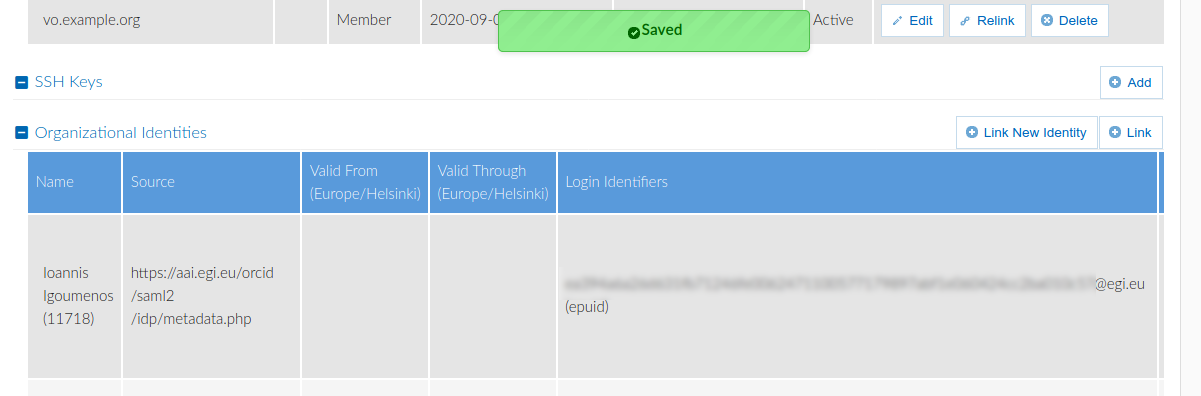 vo.example.org Member 2020-09-0 Active Edit Relink Delete
Saved
SSH Keys Add
Organizational Identities Link New Identity Link
Name Source Valid From Valid Through Login Identifiers
(Europe/Helsinki) (Europe/Helsinki)
Ioannis
Igoumenos
(11718)
https://aai.egi.eu/orcid
/saml2
/idp/metadata.php
@egi.eu
(epuid)